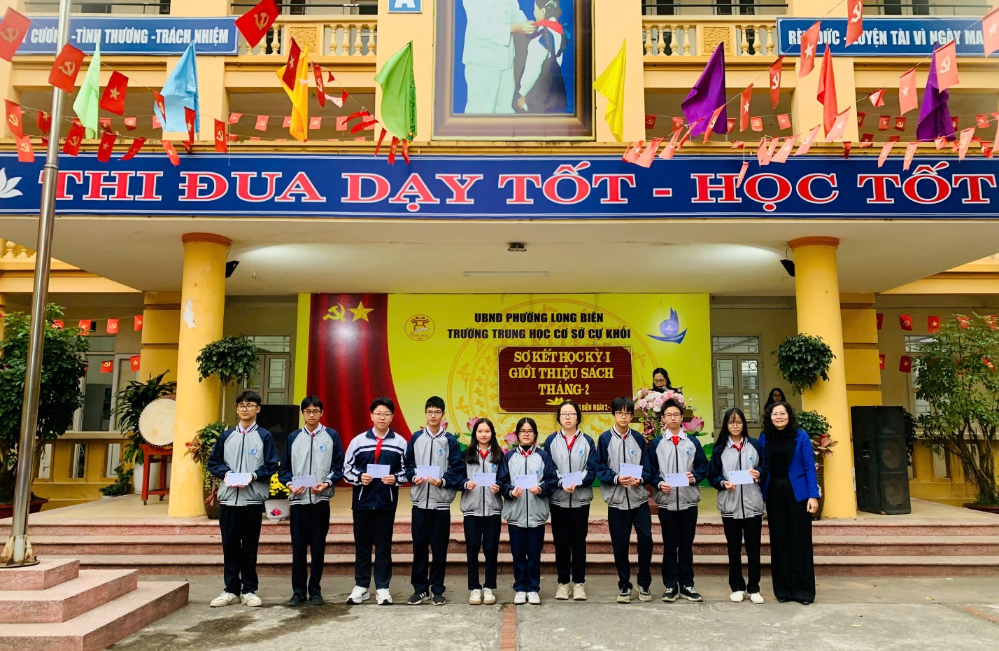 A
CƯƠNG -TÌNH THƯƠNG -TRÁCH NHIỆM
RÈN ĐỨC - LUYỆN TÀI VÌ NGÀY MA
THI ĐUA DẠY TỐT - HỌC TỐT
UBND PHƯỜNG LONG BIÊN
TRƯỜNG TRUNG HỌC CƠ SỞ CỰ KHỐI
SƠ KẾT HỌC KỲ-I
GIỚI THIỆU SÁCH
THÁNG-2
BIÊN NGÀY 2-